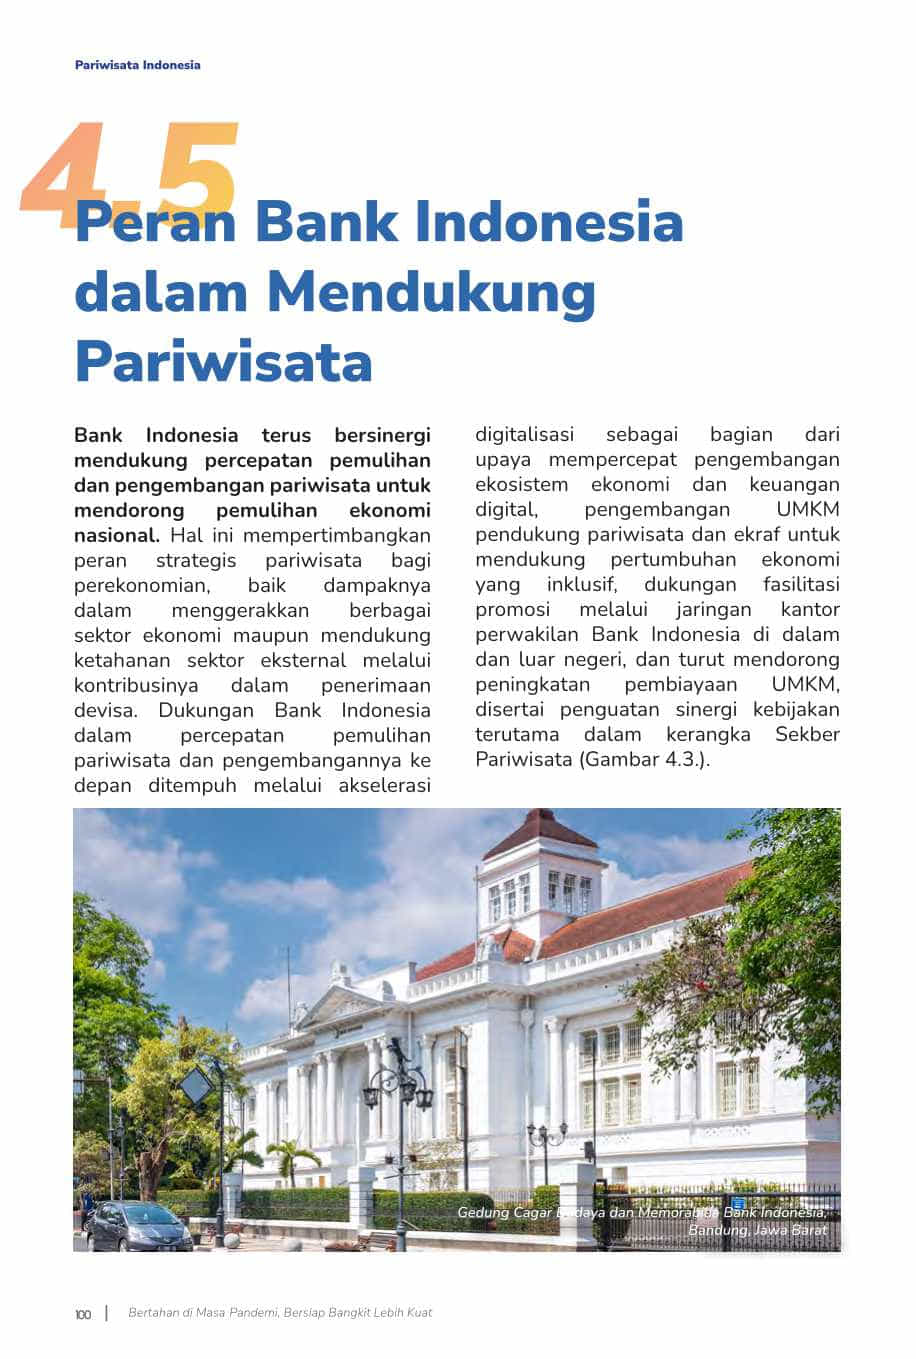 Pariwisata Indonesia
4.5
Peran Bank Indonesia
dalam Mendukung
Pariwisata
Bank Indonesia terus bersinergi
mendukung percepatan pemulihan
dan pengembangan pariwisata untuk
mendorong pemulihan ekonomi
nasional. Hal ini mempertimbangkan
peran strategis pariwisata bagi
perekonomian, baik dampaknya
dalam menggerakkan berbagai
sektor ekonomi maupun mendukung
ketahanan sektor eksternal melalui
kontribusinya dalam penerimaan
devisa. Dukungan Bank Indonesia
dalam percepatan pemulihan
pariwisata dan pengembangannya ke
depan ditempuh melalui akselerasi
digitalisasi sebagai bagian dari
upaya mempercepat pengembangan
ekosistem ekonomi dan keuangan
digital, pengembangan UMKM
pendukung pariwisata dan ekraf untuk
mendukung pertumbuhan ekonomi
yang inklusif, dukungan fasilitasi
promosi melalui jaringan kantor
perwakilan Bank Indonesia di dalam
dan luar negeri, dan turut mendorong
peningkatan pembiayaan UMKM,
disertai penguatan sinergi kebijakan
terutama dalam kerangka Sekber
Pariwisata (Gambar 4.3.).
Gedung Cagar Budaya dan Memorabilia Bank Indonesia,
Bandung, Jawa Barat
100 | Bertahan di Masa Pandemi, Bersiap Bangkit Lebih Kuat